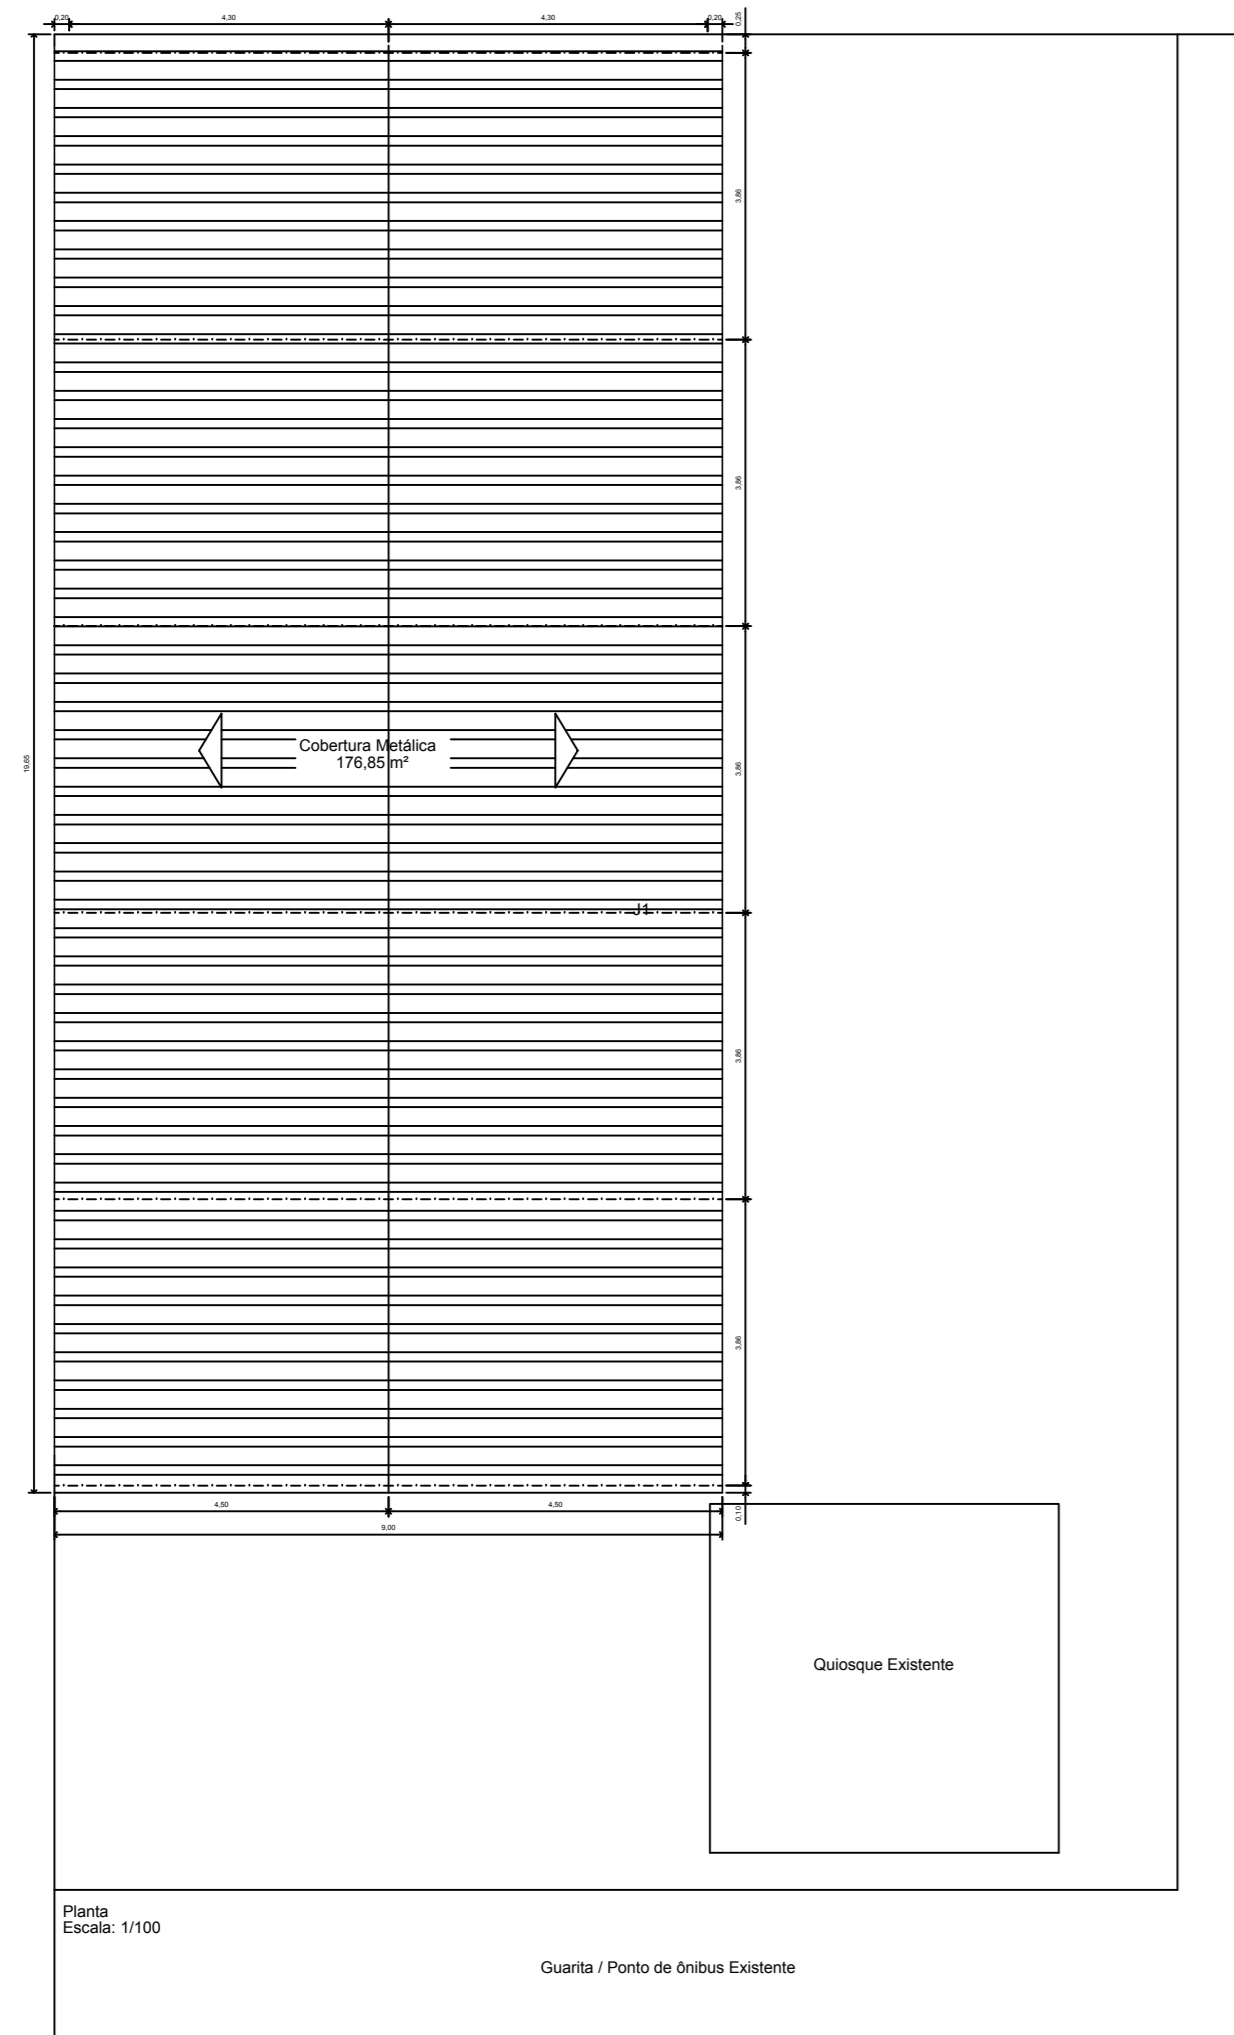 0,20
4,30
4,30
0,20
0,25
3,86
3,86
19,65
Cobertura Metálica
176,85 m²
3,86
J1
3,86
3,86
4,50
4,50
0,10
9,00
Quiosque Existente
Planta
Escala: 1/100
Guarita / Ponto de ônibus Existente